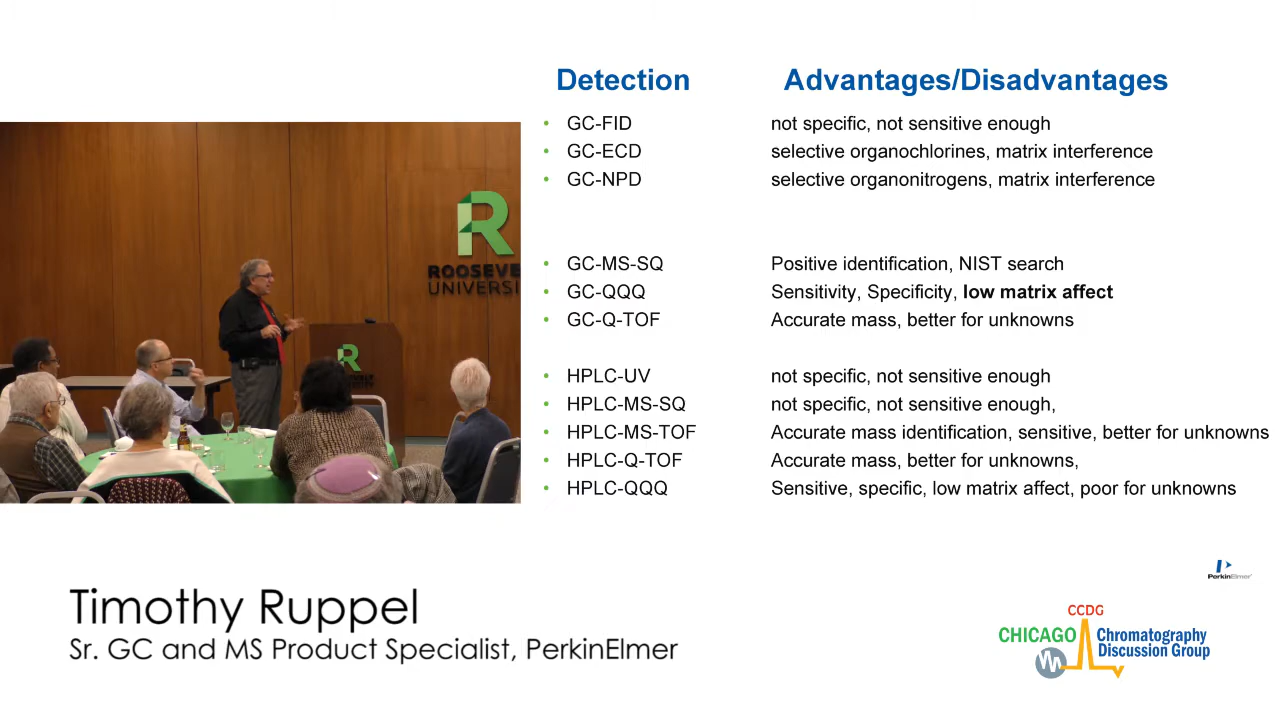 Detection Advantages/Disadvantages
• GC-FID not specific, not sensitive enough
• GC-ECD selective organochlorines, matrix interference
• GC-NPD selective organonitrogens, matrix interference
• GC-MS-SQ Positive identification, NIST search
• GC-QQQ Sensitivity, Specificity, low matrix affect
• GC-Q-TOF Accurate mass, better for unknowns
• HPLC-UV not specific, not sensitive enough
• HPLC-MS-SQ not specific, not sensitive enough,
• HPLC-MS-TOF Accurate mass identification, sensitive, better for unknowns
• HPLC-Q-TOF Accurate mass, better for unknowns,
• HPLC-QQQ Sensitive, specific, low matrix affect, poor for unknowns
R
ROOSEVE
UNIVERSI
R
PerkinElmer
Timothy Ruppel
Sr. GC and MS Product Specialist, PerkinElmer
CCDG
CHICAGO Chromatography
Discussion Group